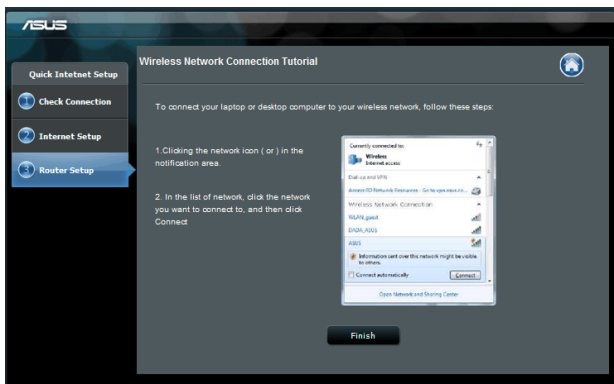 ASUS
Quick Intetnet Setup
1 Check Connection
2 Internet Setup
3 Router Setup
Wireless Network Connection Tutorial
To connect your laptop or desktop computer to your wireless network, follow these steps:
1.Clicking the network icon ( or ) in the
notification area.
2. In the list of network, click the network
you want to connect to, and then click
Connect
Currently connected to:
Wireless
Internet access
Dial-up and VPN
Wireless Network Connection
WLAN_guest
DADA_ASUS
ASUS
Information sent over this network might be visible
to others.
Connect automatically
Connect
Open Network and Sharing Center
Finish